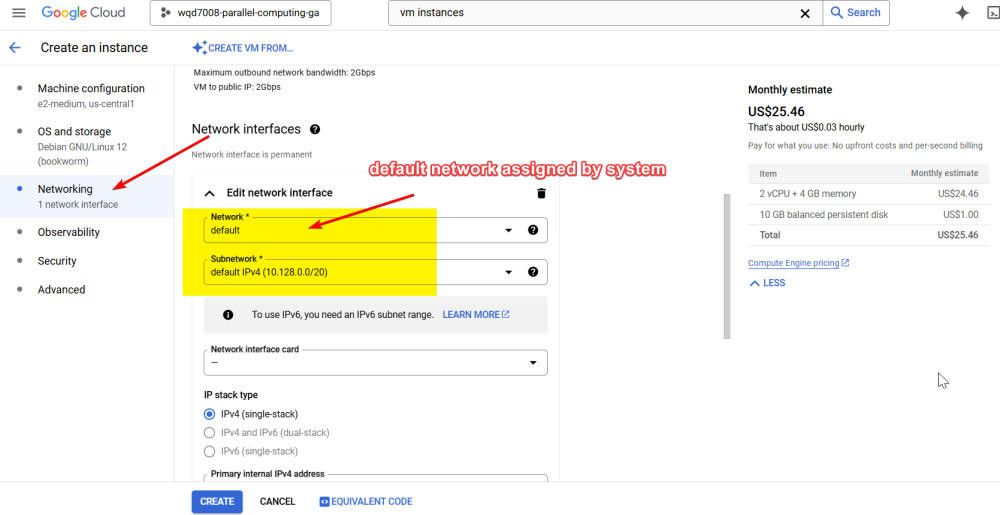 Google Cloud
wqd7008-parallel-computing-ga
vm instances
Search
Create an instance
CREATE VM FROM...
Machine configuration
e2-medium, us-central1
OS and storage
Debian GNU/Linux 12
(bookworm)
Networking
1 network interface
Observability
Security
Advanced
Maximum outbound network bandwidth: 2Gbps
VM to public IP: 2Gbps
Network interfaces
Network interface is permanent
default network assigned by system
Edit network interface
Network *
default
Subnetwork *
default IPv4 (10.128.0.0/20)
To use IPv6, you need an IPv6 subnet range. LEARN MORE
Network interface card
—
IP stack type
IPv4 (single-stack)
IPv4 and IPv6 (dual-stack)
IPv6 (single-stack)
Primary internal IPv4 address
CREATE CANCEL EQUIVALENT CODE
Monthly estimate
US$25.46
That's about US$0.03 hourly
Pay for what you use: No upfront costs and per-second billing
Item Monthly estimate
2 vCPU + 4 GB memory US$24.46
10 GB balanced persistent disk US$1.00
Total US$25.46
Compute Engine pricing
LESS